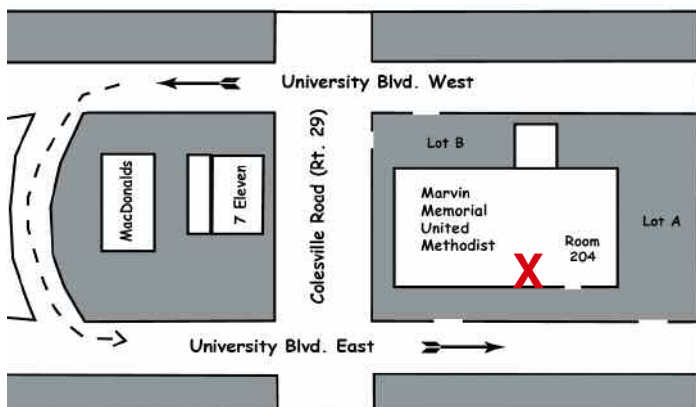 University Blvd. West
Colesville Road (Rt. 29)
MacDonalds
7 Eleven
Lot B
Marvin
Memorial
United
Methodist
Room
204
X
Lot A
University Blvd. East